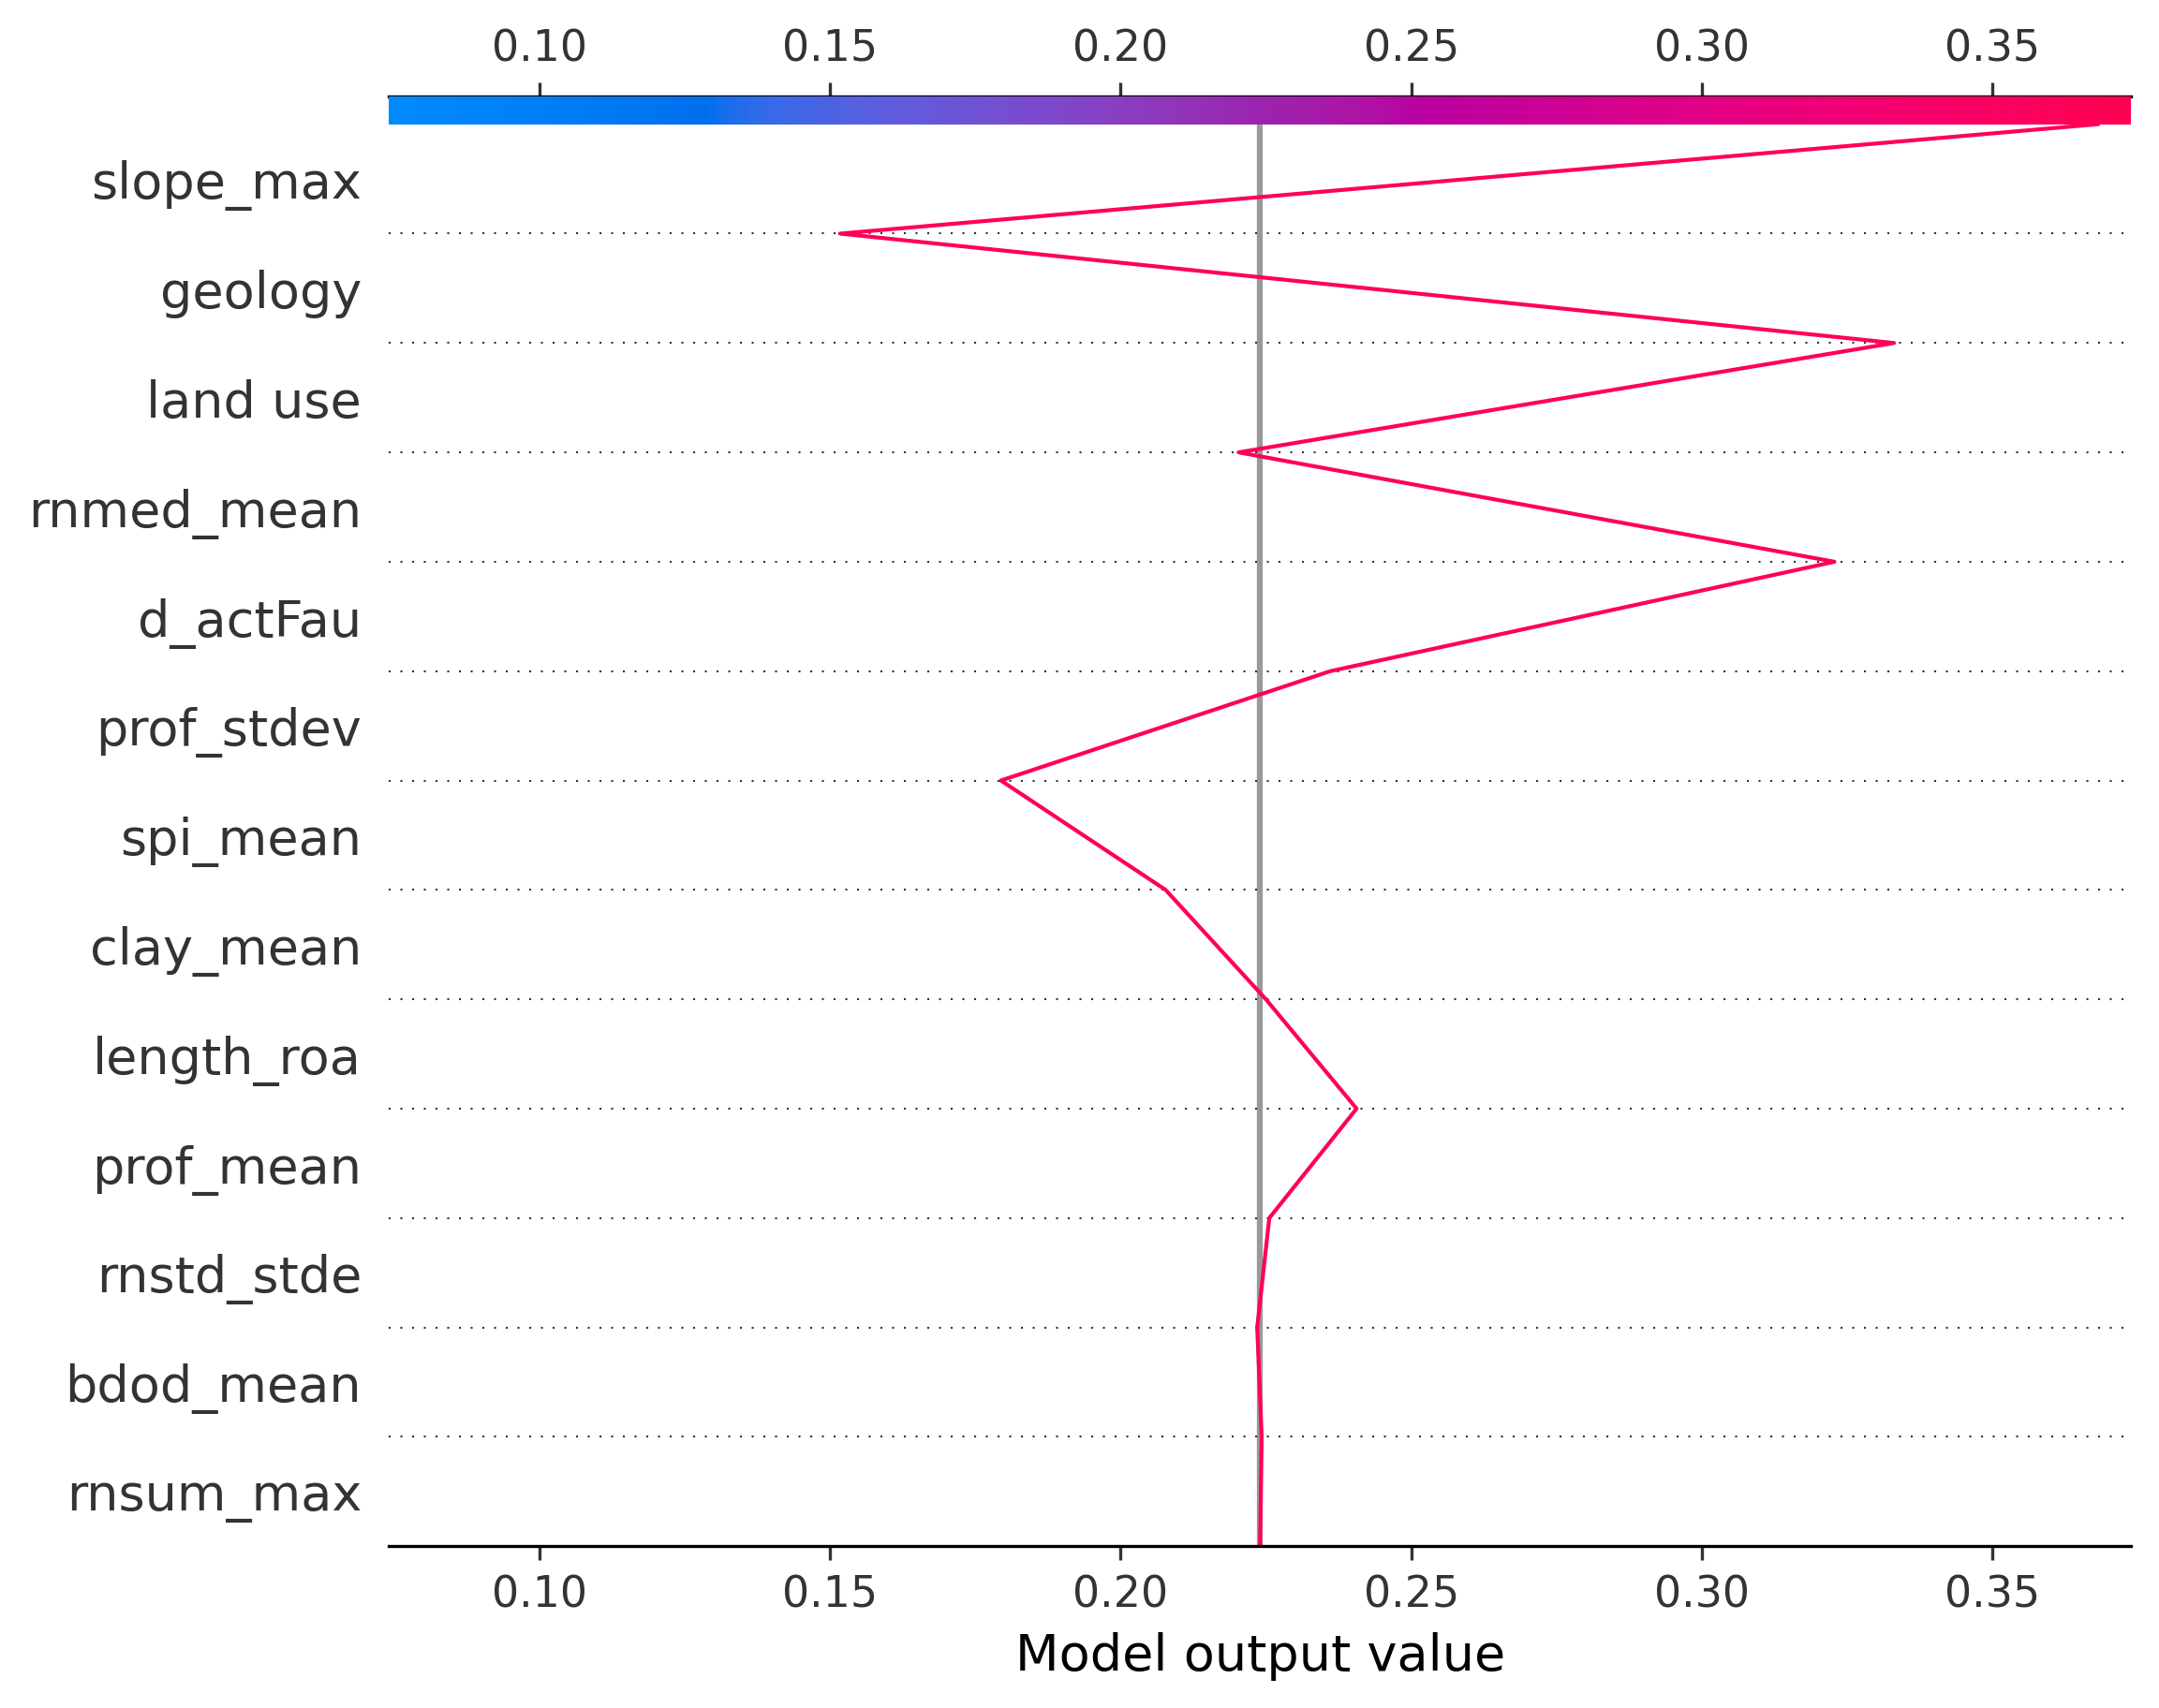 0.10 0.15 0.20 0.25 0.30 0.35
slope_max
geology
land use
rnmed_mean
d_actFau
prof_stdev
spi_mean
clay_mean
length_roa
prof_mean
rnstd_stde
bdod_mean
rnsum_max
0.10 0.15 0.20 0.25 0.30 0.35
Model output value